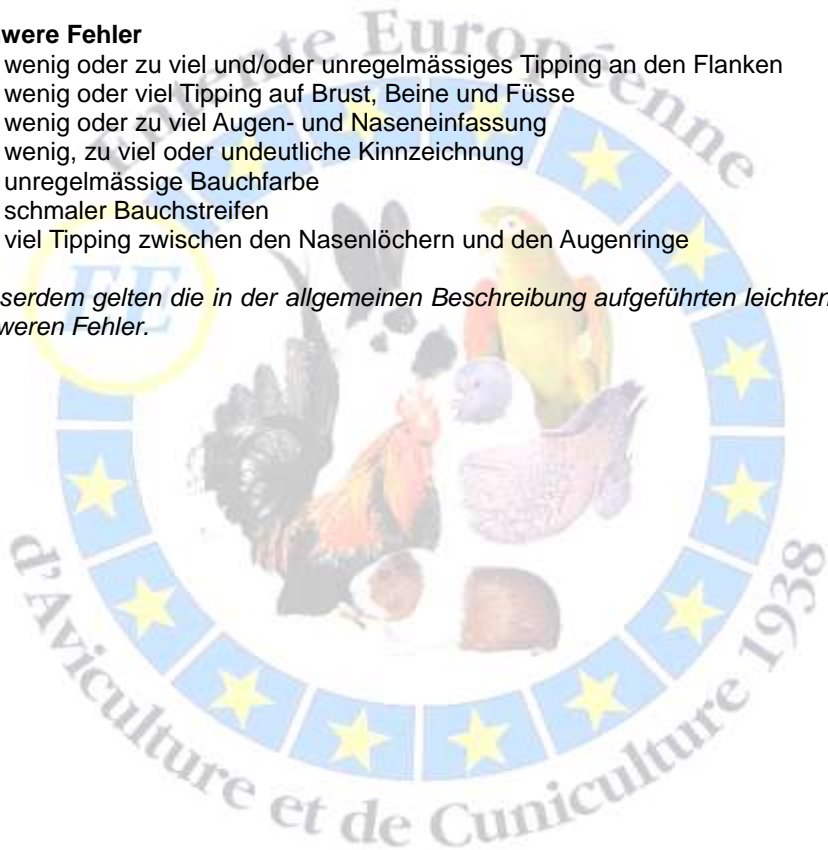 were Fehler
wenig oder zu viel und/oder unregelmässiges Tipping an den Flanken
wenig oder viel Tipping auf Brust, Beine und Füsse
wenig oder zu viel Augen- und Naseneinfassung
wenig, zu viel oder undeutliche Kinnzeichnung
unregelmässige Bauchfarbe
schmaler Bauchstreifen
viel Tipping zwischen den Nasenlöchern und den Augenringe
serdem gelten die in der allgemeinen Beschreibung aufgeführten leichten
weren Fehler.
Entente Européenne
EE
d'Aviculture et de Cuniculture 1938